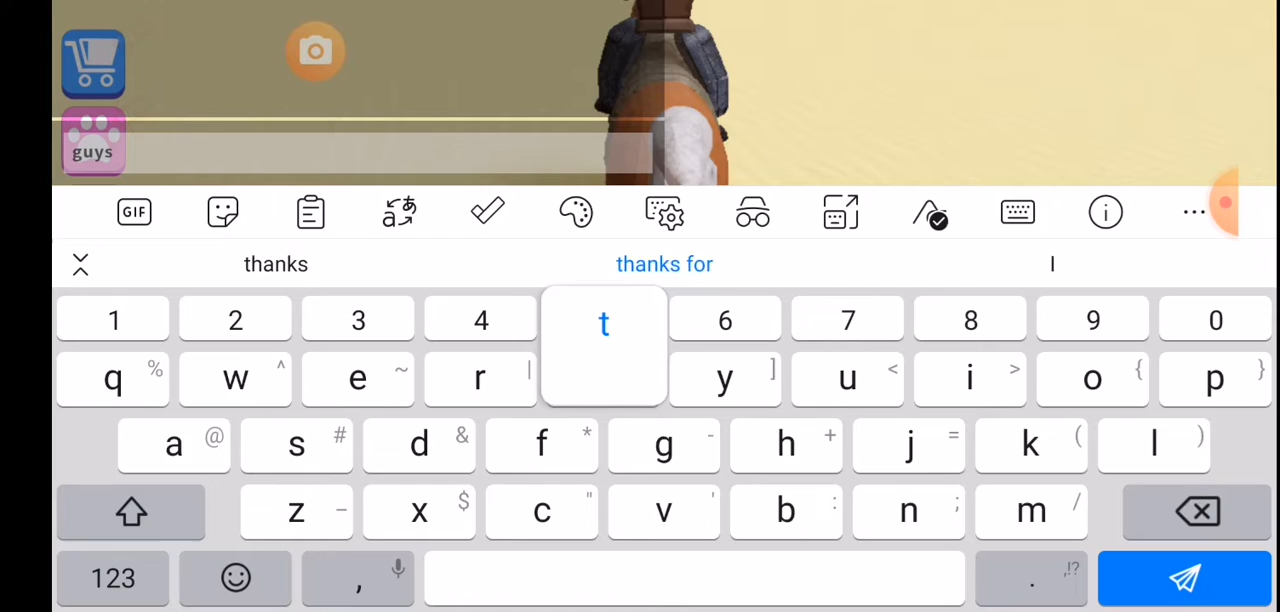 guys
GIF
thanks thanks for I
1 2 3 4 t 6 7 8 9 0
q % w ^ e ~ r | y ] u < i > o { p }
a @ s # d & f * g - h + j = k ( l )
z _ x $ c " v ' b : n ; m /
123 , . ,!?